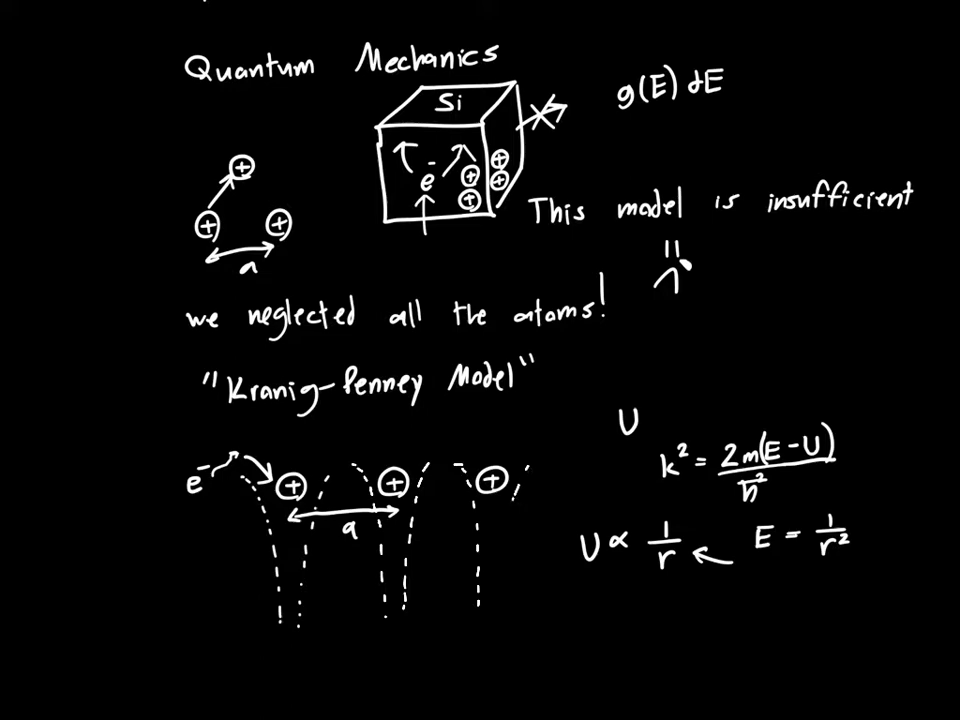 Quantum Mechanics
Si
g(E) dE
e⁻
This model is insufficient
a
we neglected all the atoms!
"Kranig-Penney Model"
U
k² = 2m(E - U) / ħ²
e⁻
a
U ∝ 1/r ← E = 1/r²